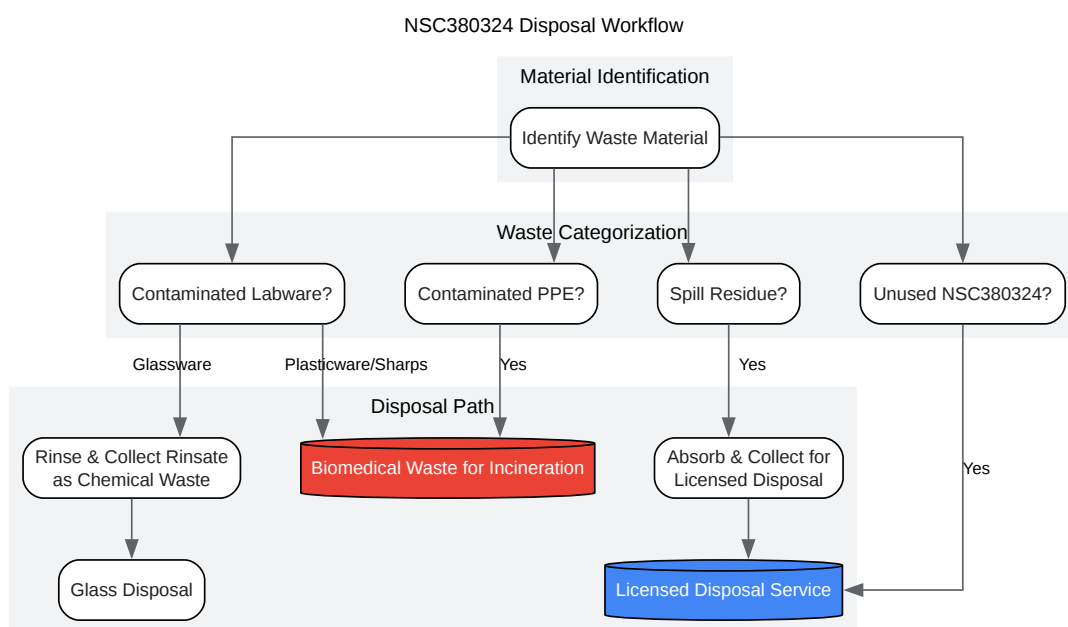 NSC380324 Disposal Workflow
Material Identification
Identify Waste Material
Waste Categorization
Contaminated Labware?
Contaminated PPE?
Spill Residue?
Unused NSC380324?
Glassware
Plasticware/Sharps
Yes
Yes
Disposal Path
Rinse & Collect Rinsate
as Chemical Waste
Biomedical Waste for Incineration
Absorb & Collect for
Licensed Disposal
Yes
Glass Disposal
Licensed Disposal Service